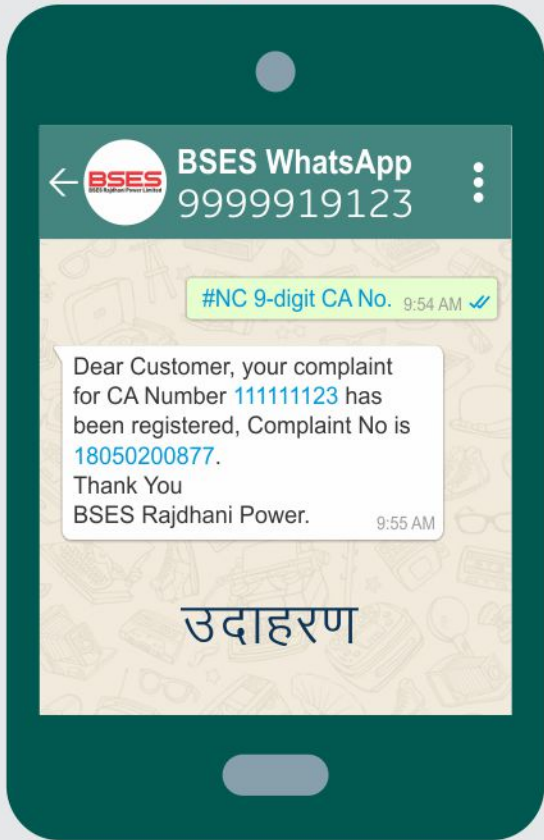 BSES
BSES Rajdhani Power Limited
BSES WhatsApp
9999919123
#NC 9-digit CA No. 9:54 AM
Dear Customer, your complaint
for CA Number 111111123 has
been registered, Complaint No is
18050200877.
Thank You
BSES Rajdhani Power. 9:55 AM
उदाहरण